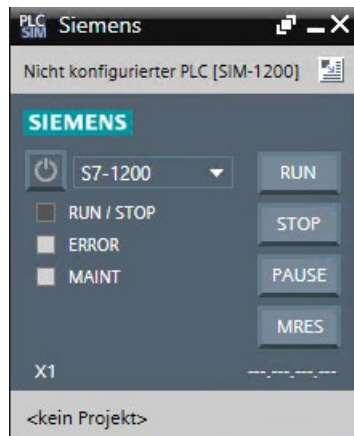 PLC SIM Siemens
Nicht konfigurierter PLC [SIM-1200]
SIEMENS
S7-1200 RUN
RUN / STOP
STOP
ERROR
MAINT PAUSE
MRES
X1 ---.---.---.---
<kein Projekt>